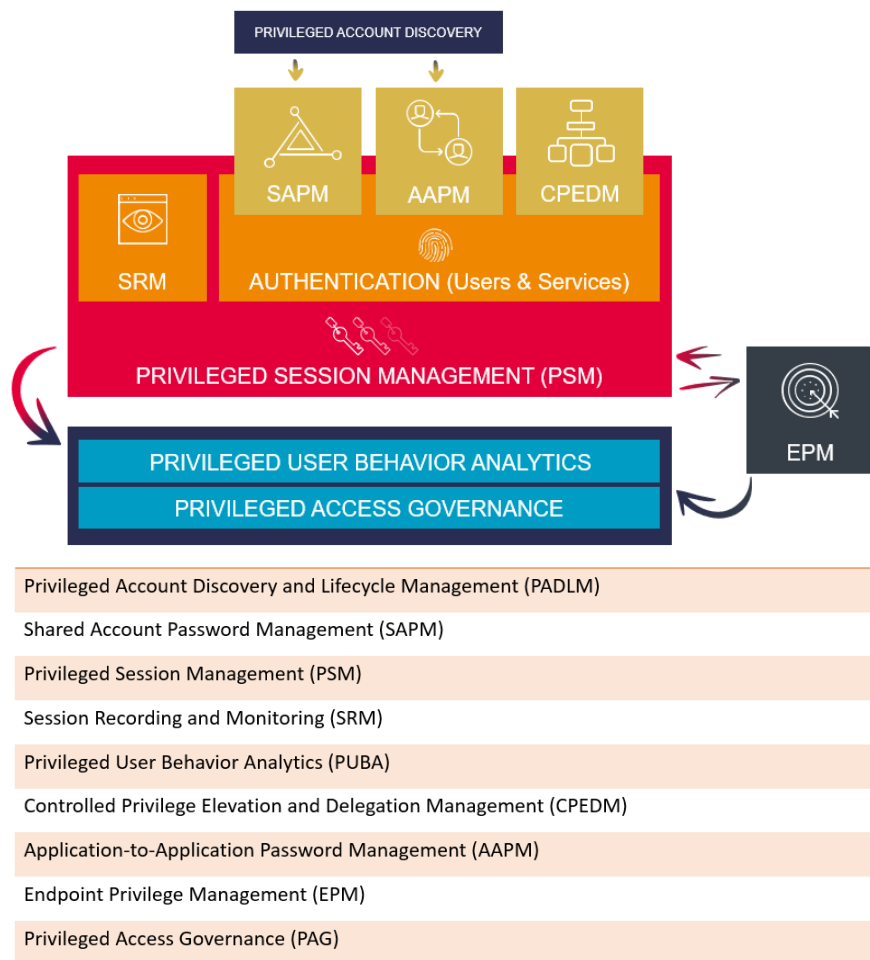 PRIVILEGED ACCOUNT DISCOVERY
SAPM
AAPM
CPEDM
SRM
AUTHENTICATION (Users & Services)
PRIVILEGED SESSION MANAGEMENT (PSM)
EPM
PRIVILEGED USER BEHAVIOR ANALYTICS
PRIVILEGED ACCESS GOVERNANCE
Privileged Account Discovery and Lifecycle Management (PADLM)
Shared Account Password Management (SAPM)
Privileged Session Management (PSM)
Session Recording and Monitoring (SRM)
Privileged User Behavior Analytics (PUBA)
Controlled Privilege Elevation and Delegation Management (CPEDM)
Application-to-Application Password Management (AAPM)
Endpoint Privilege Management (EPM)
Privileged Access Governance (PAG)